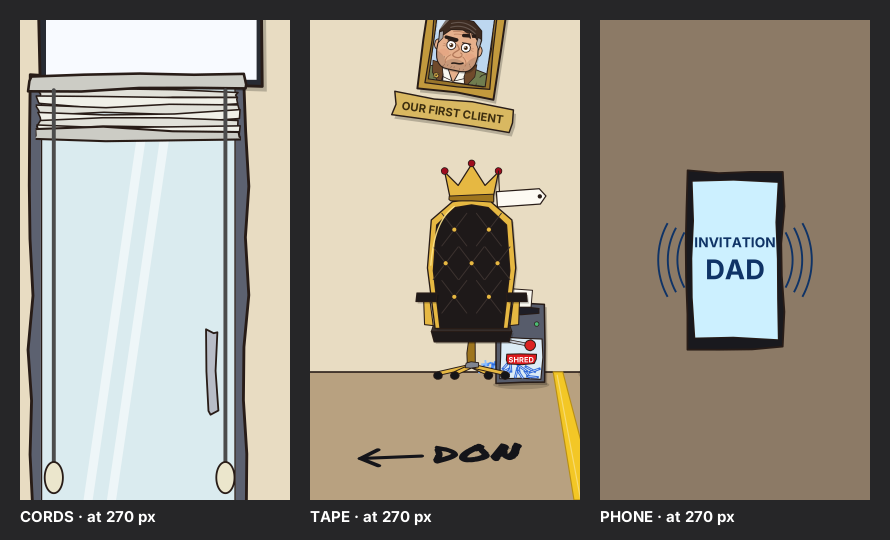 OUR FIRST CLIENT
SHRED
← DON
INVITATION
DAD
CORDS · at 270 px
TAPE · at 270 px
PHONE · at 270 px